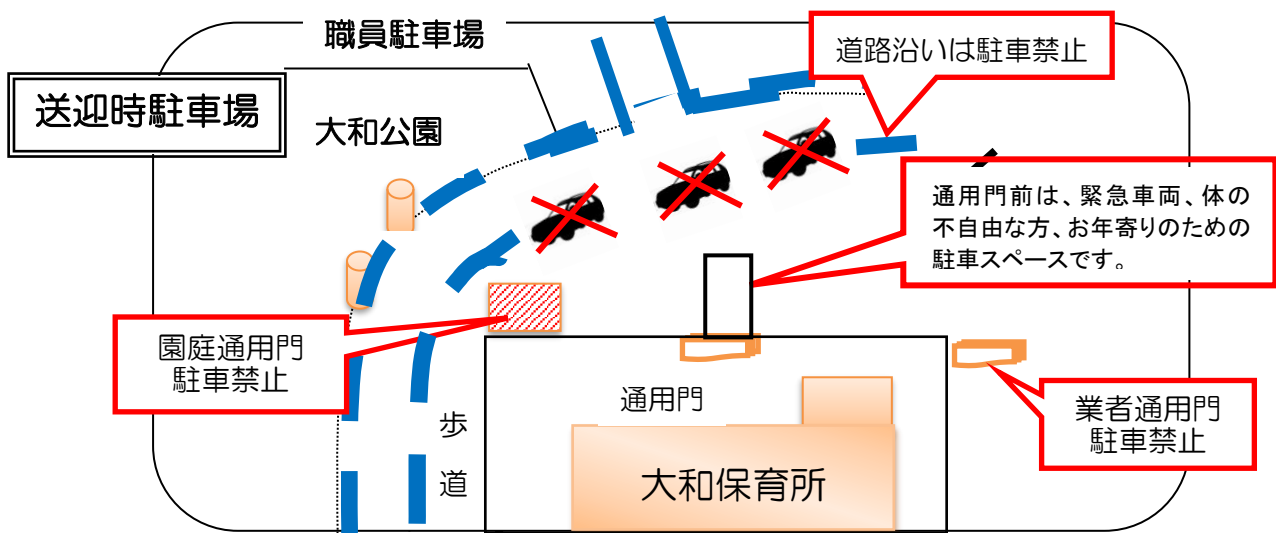 職員駐車場
道路沿いは駐車禁止
送迎時駐車場
大和公園
通用門前は、緊急車両、体の
不自由な方、お年寄りのための
駐車スペースです。
園庭通用門
駐車禁止
通用門
業者通用門
駐車禁止
歩
道
大和保育所